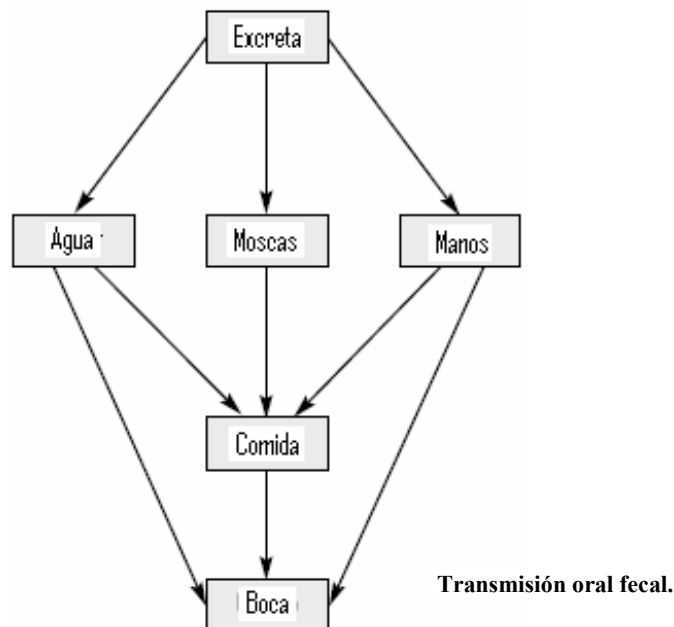 Excreta
Agua
Moscas
Manos
Comida
Boca
Transmisión oral fecal.